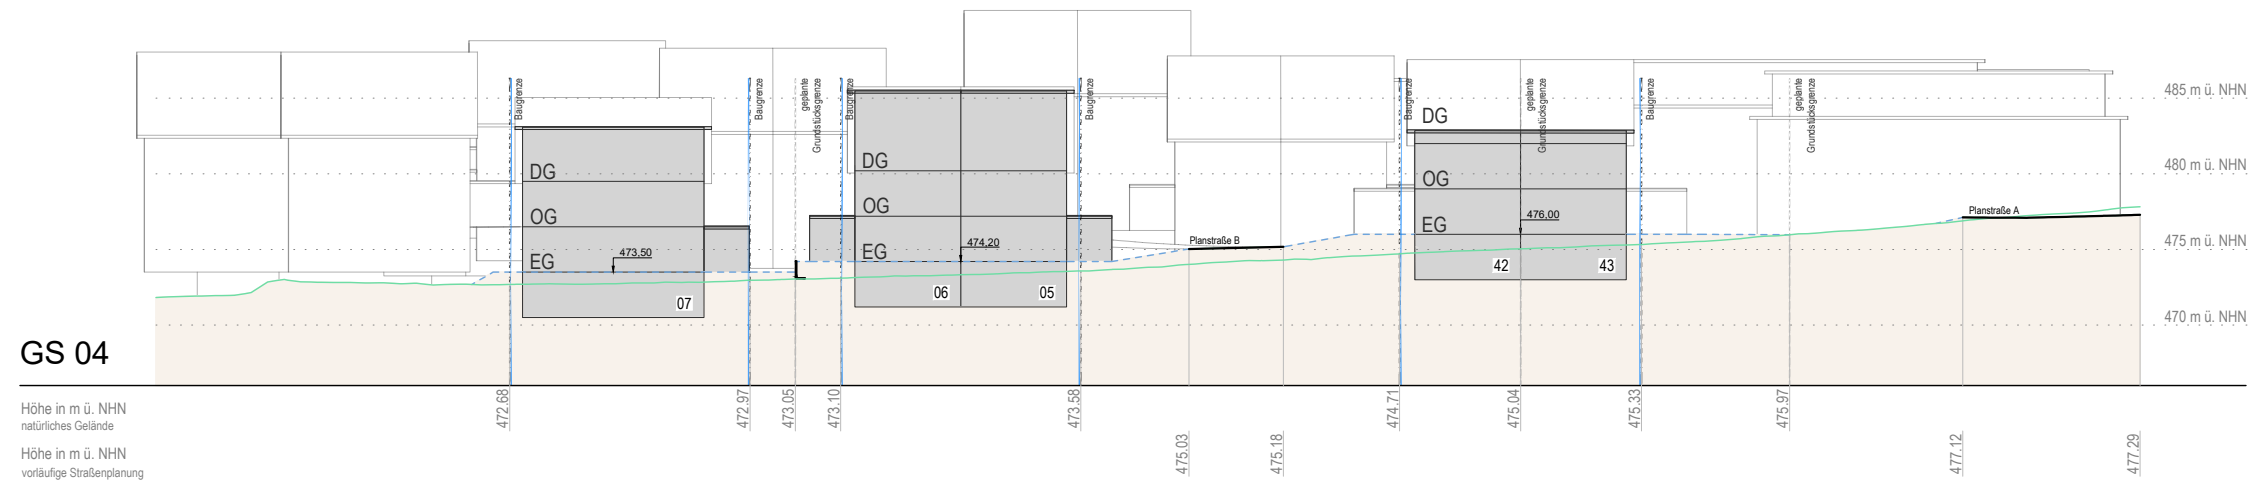 485 m ü. NHN
480 m ü. NHN
475 m ü. NHN
470 m ü. NHN
Baugrenze
Baugrenze
geplante
Grundstücksgrenze
Baugrenze
Baugrenze
Baugrenze
geplante
Grundstücksgrenze
Baugrenze
geplante
Grundstücksgrenze
DG
OG
EG
473,50
07
DG
OG
EG
474,20
06
05
Planstraße B
DG
OG
EG
476,00
42
43
Planstraße A
GS 04
Höhe in m ü. NHN
natürliches Gelände
472.68
472.97
473.05
473.10
473.58
474.71
475.04
475.33
475.97
Höhe in m ü. NHN
vorläufige Straßenplanung
475.03
475.18
477.12
477.29